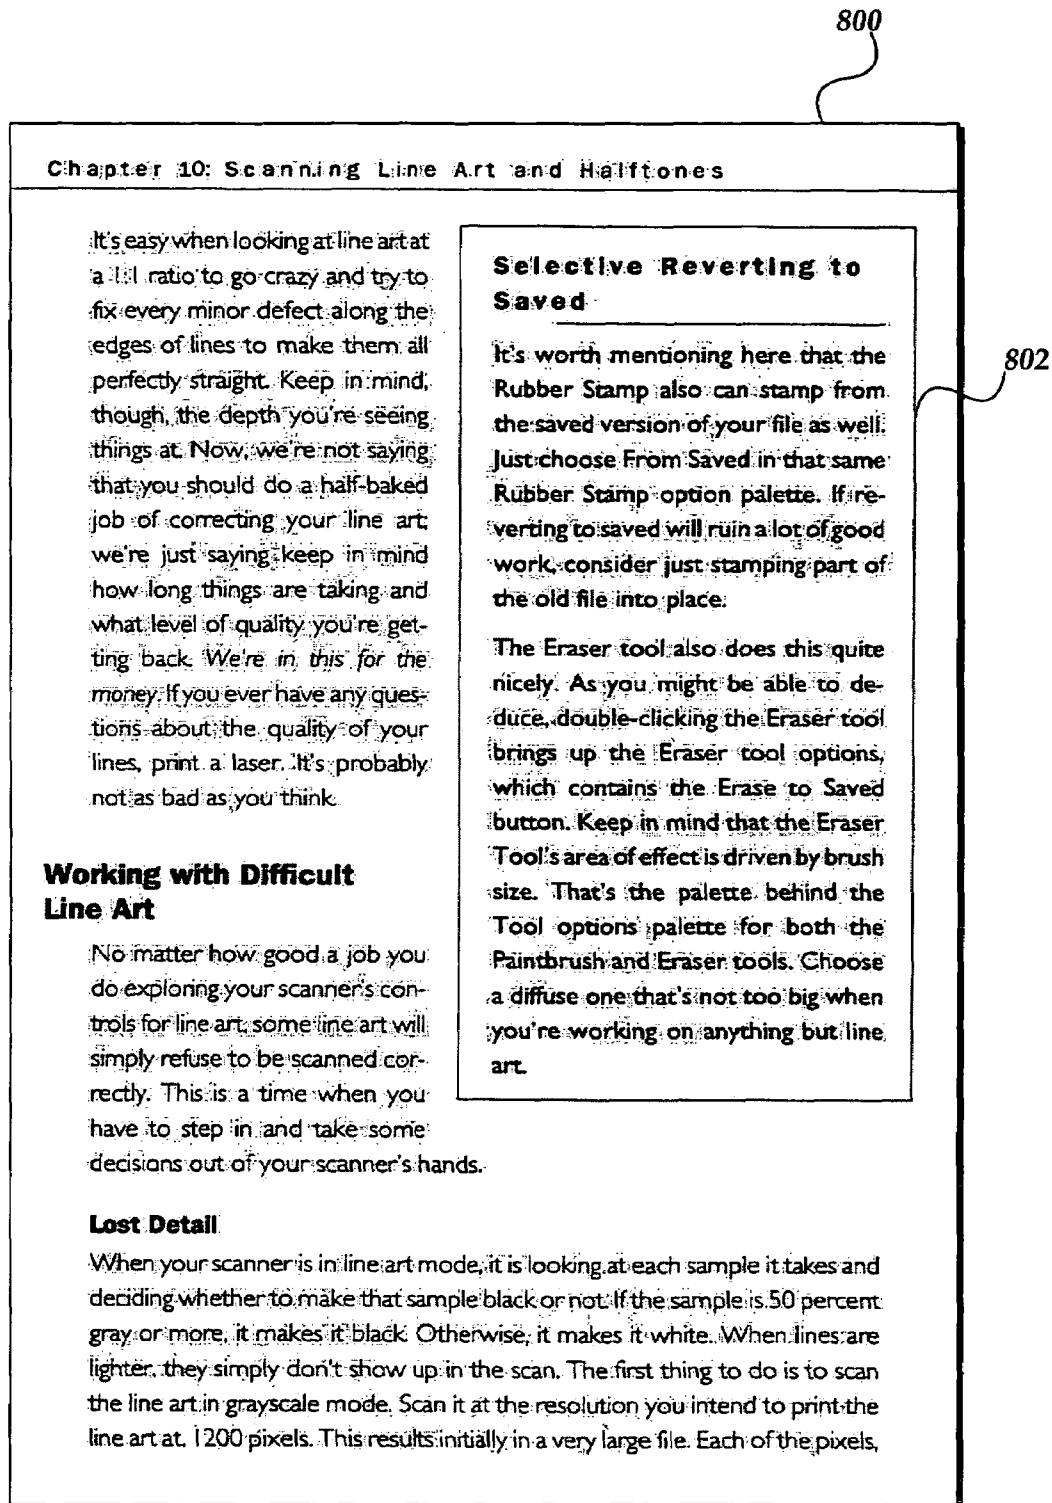 800
Chapter 10: Scanning Line Art and Halftones
It's easy when looking at line art at
a 1:1 ratio to go crazy and try to
fix every minor defect along the
edges of lines to make them all
perfectly straight. Keep in mind,
though, the depth you're seeing
things at. Now, we're not saying
that you should do a half-baked
job of correcting your line art;
we're just saying keep in mind
how long things are taking and
what level of quality you're get-
ting back. We're in this for the
money. If you ever have any ques-
tions about the quality of your
lines, print a laser. It's probably
not as bad as you think.
Working with Difficult
Line Art
No matter how good a job you
do exploring your scanner's con-
trols for line art, some line art will
simply refuse to be scanned cor-
rectly. This is a time when you
have to step in and take some
decisions out of your scanner's hands.
Selective Reverting to
Saved
It's worth mentioning here that the
Rubber Stamp also can stamp from
the saved version of your file as well.
Just choose From Saved in that same
Rubber Stamp option palette. If re-
verting to saved will ruin a lot of good
work, consider just stamping part of
the old file into place.
The Eraser tool also does this quite
nicely. As you might be able to de-
duce, double-clicking the Eraser tool
brings up the Eraser tool options,
which contains the Erase to Saved
button. Keep in mind that the Eraser
Tool's area of effect is driven by brush
size. That's the palette behind the
Tool options palette for both the
Paintbrush and Eraser tools. Choose
a diffuse one that's not too big when
you're working on anything but line
art.
802
Lost Detail
When your scanner is in line art mode, it is looking at each sample it takes and
deciding whether to make that sample black or not. If the sample is 50 percent
gray or more, it makes it black. Otherwise, it makes it white. When lines are
lighter, they simply don't show up in the scan. The first thing to do is to scan
the line art in grayscale mode. Scan it at the resolution you intend to print the
line art at, 1200 pixels. This results initially in a very large file. Each of the pixels,